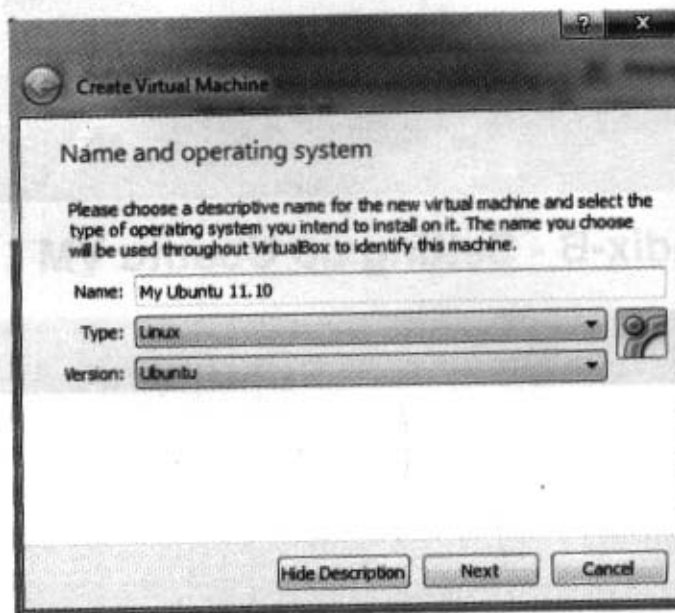 ? X
Create Virtual Machine
Name and operating system
Please choose a descriptive name for the new virtual machine and select the
type of operating system you intend to install on it. The name you choose
will be used throughout VirtualBox to identify this machine.
Name: My Ubuntu 11.10
Type: Linux
Version: Ubuntu
Hide Description Next Cancel